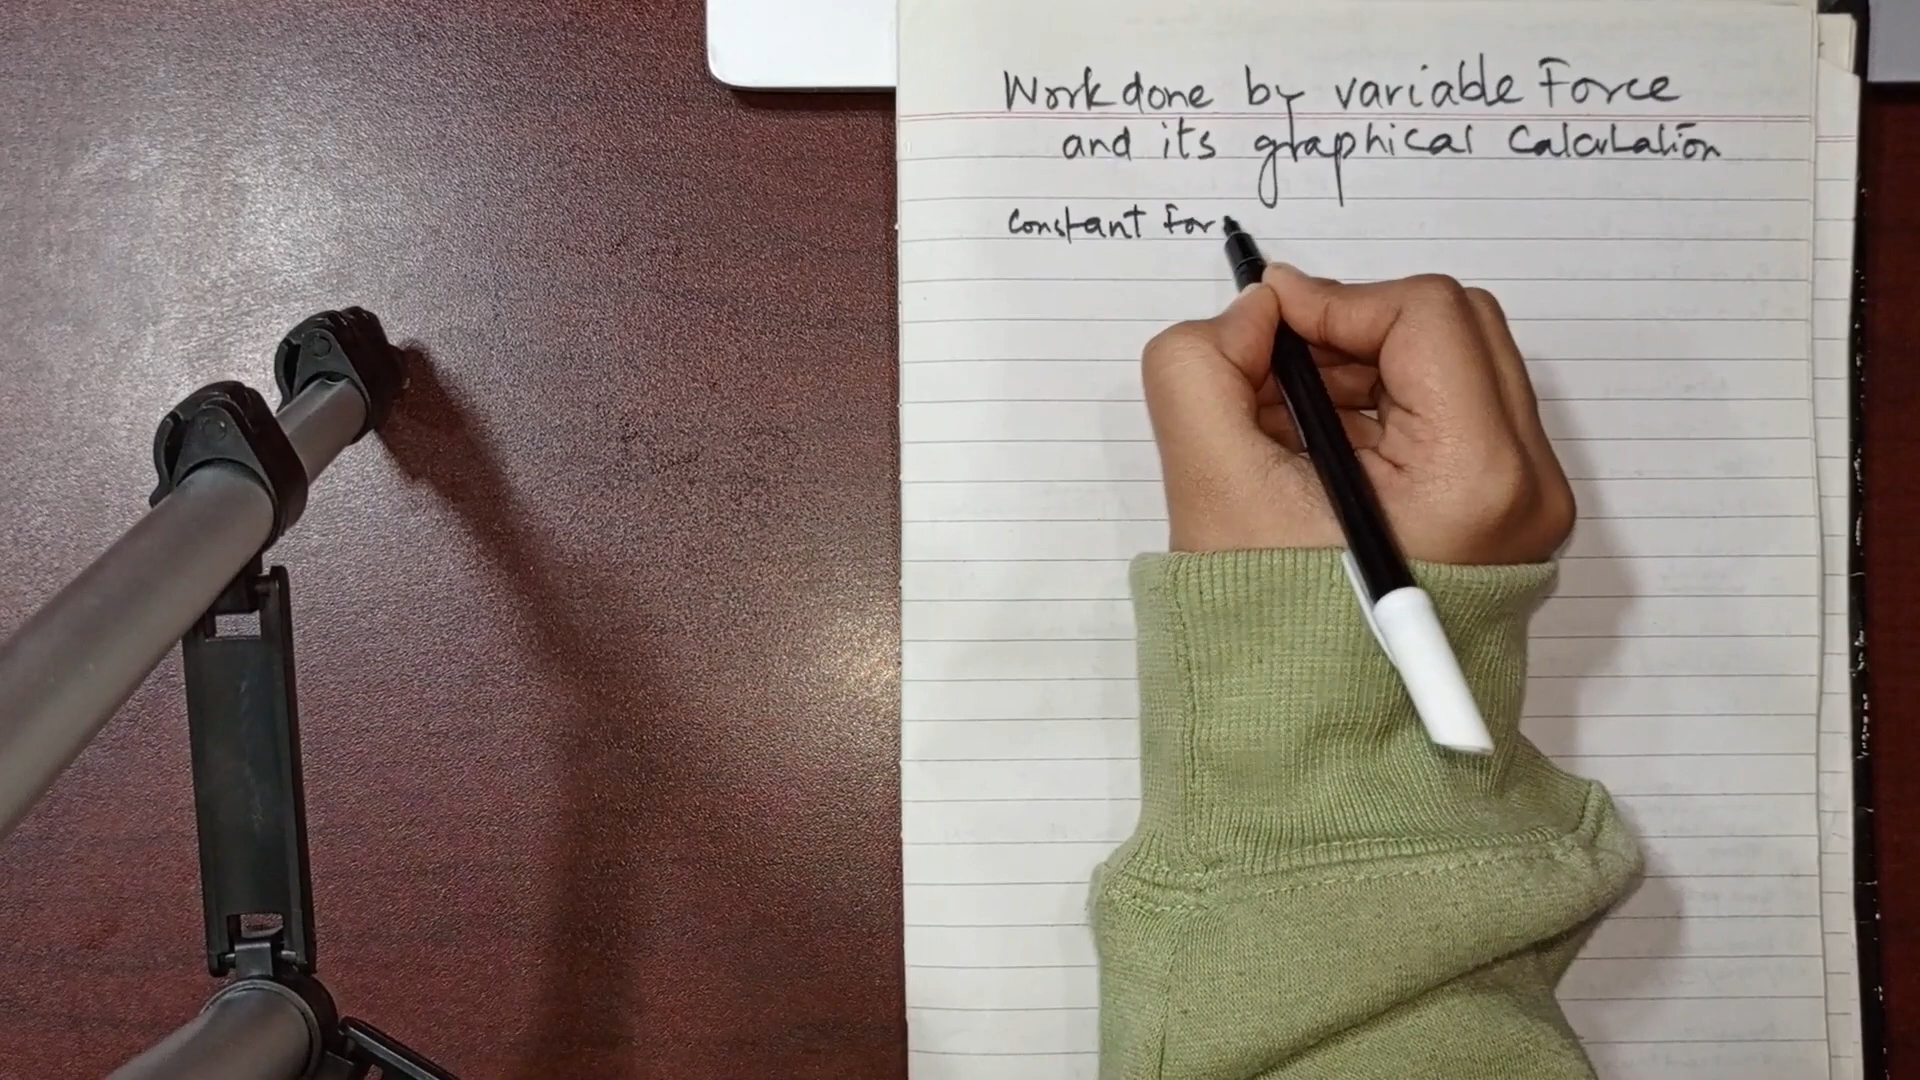 Work done by variable Force
and its graphical Calculation
Constant For